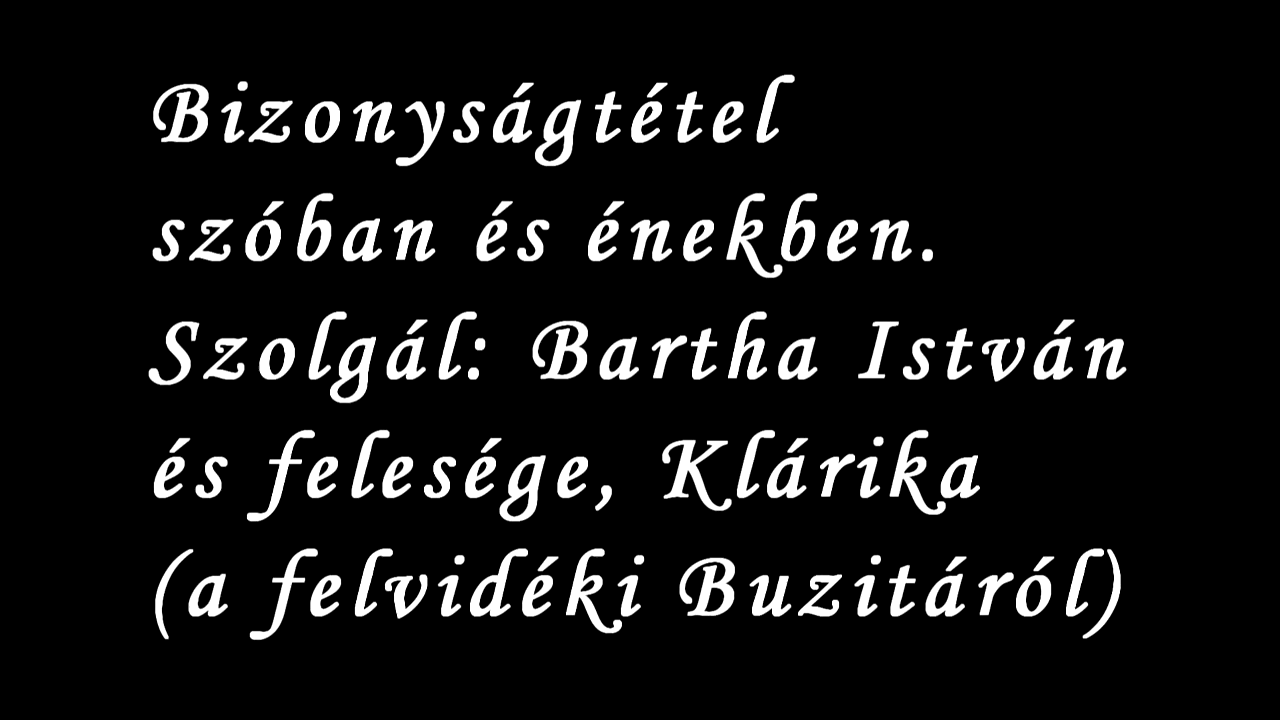 Bizonyságtétel
szóban és énekben.
Szolgál: Bartha István
és felesége, Klárika
(a felvidéki Buzitáról)